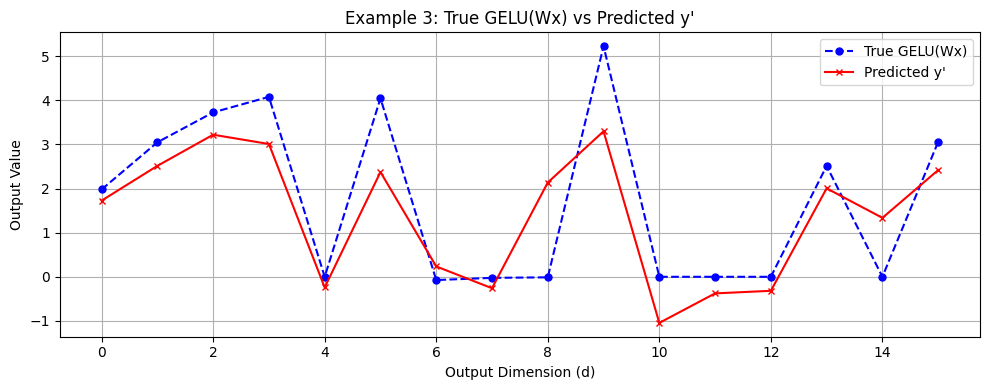 Example 3: True GELU(Wx) vs Predicted y'
True GELU(Wx)
Predicted y'
Output Value
5
4
3
2
1
0
−1
0 2 4 6 8 10 12 14
Output Dimension (d)